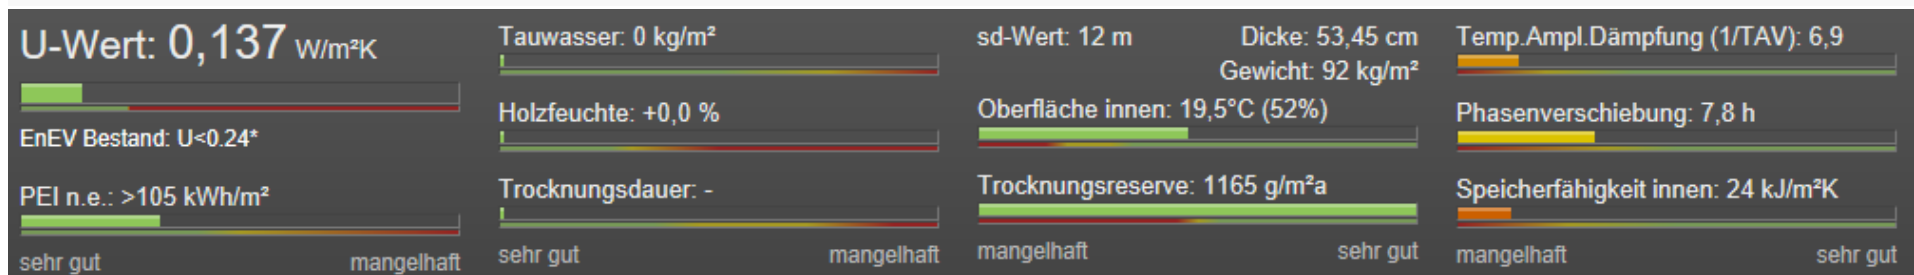 U-Wert: 0,137 W/m²K
EnEV Bestand: U<0.24*
PEI n.e.: >105 kWh/m²
sehr gut mangelhaft
Tauwasser: 0 kg/m²
Holzfeuchte: +0,0 %
Trocknungsdauer: -
sehr gut mangelhaft
sd-Wert: 12 m Dicke: 53,45 cm
Gewicht: 92 kg/m²
Oberfläche innen: 19,5°C (52%)
Trocknungsreserve: 1165 g/m²a
mangelhaft sehr gut
Temp.Ampl.Dämpfung (1/TAV): 6,9
Phasenverschiebung: 7,8 h
Speicherfähigkeit innen: 24 kJ/m²K
mangelhaft sehr gut